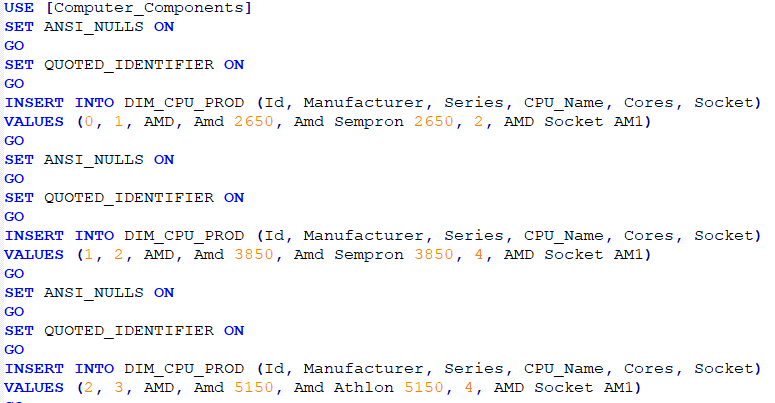 USE [Computer_Components]
SET ANSI_NULLS ON
GO
SET QUOTED_IDENTIFIER ON
GO
INSERT INTO DIM_CPU_PROD (Id, Manufacturer, Series, CPU_Name, Cores, Socket)
VALUES (0, 1, AMD, Amd 2650, Amd Sempron 2650, 2, AMD Socket AM1)
GO
SET ANSI_NULLS ON
GO
SET QUOTED_IDENTIFIER ON
GO
INSERT INTO DIM_CPU_PROD (Id, Manufacturer, Series, CPU_Name, Cores, Socket)
VALUES (1, 2, AMD, Amd 3850, Amd Sempron 3850, 4, AMD Socket AM1)
GO
SET ANSI_NULLS ON
GO
SET QUOTED_IDENTIFIER ON
GO
INSERT INTO DIM_CPU_PROD (Id, Manufacturer, Series, CPU_Name, Cores, Socket)
VALUES (2, 3, AMD, Amd 5150, Amd Athlon 5150, 4, AMD Socket AM1)